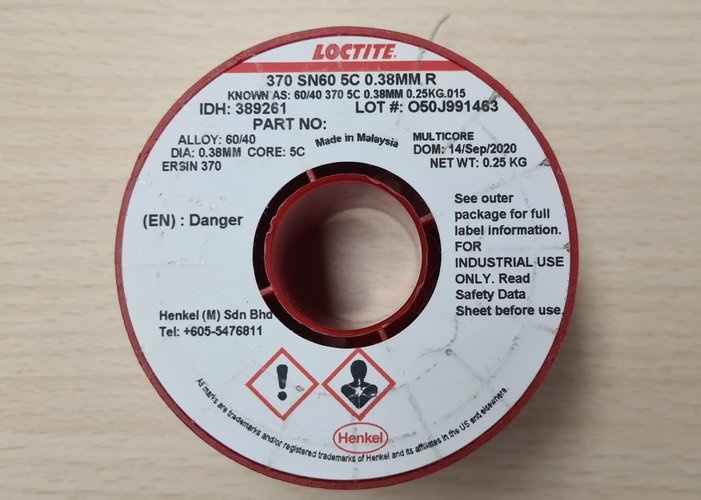 LOCTITE.
370 SN60 5C 0.38MM R
KNOWN AS: 60/40 370 5C 0.38MM 0.25KG.015
IDH: 389261 LOT #: O50J991463
PART NO:
ALLOY: 60/40
DIA: 0.38MM CORE: 5C
ERSIN 370
Made in Malaysia
MULTICORE
DOM: 14/Sep/2020
NET WT: 0.25 KG
(EN) : Danger
See outer
package for full
label information.
FOR
INDUSTRIAL USE
ONLY. Read
Safety Data
Sheet before use.
Henkel (M) Sdn Bhd
Tel: +605-5476811
All marks are trademarks and/or registered trademarks of Henkel and its affiliates in the US and elsewhere.
Henkel